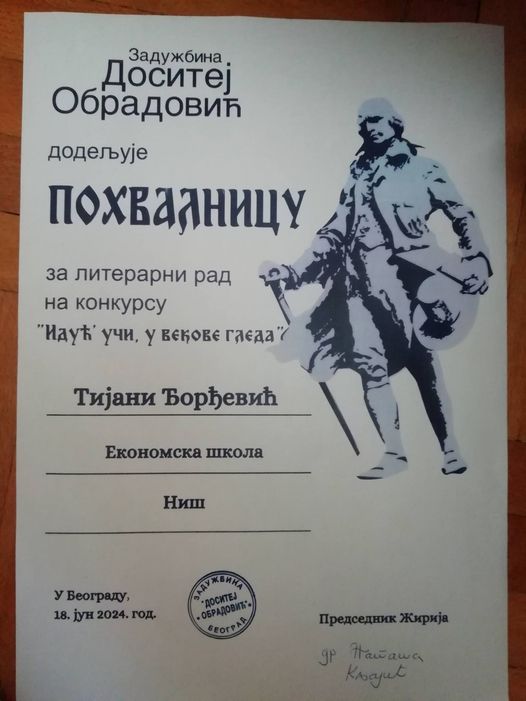 Задужбина
Доситеј
Обрадовић
додељује
ПОХВАЛНИЦУ
за литерарни рад
на конкурсу
"Идућ' учи, у векове гледа"
Тијани Ђорђевић
Економска школа
Ниш
У Београду,
18. јун 2024. год.
ЗАДУЖБИНА
"ДОСИТЕЈ
ОБРАДОВИЋ"
БЕОГРАД
Председник Жирија
др Наташа